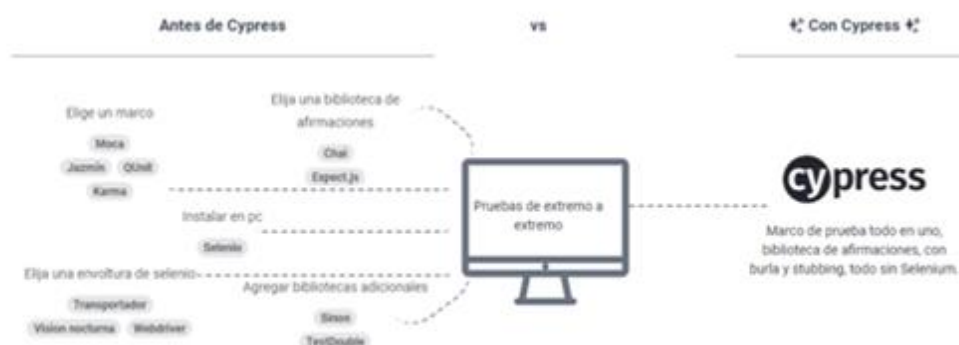 Antes de Cypress
vs
Con Cypress
Elige un marco
Moca
Jazmín QUnit
Karma
Elija una biblioteca de
afirmaciones
Chai
Expect.js
Instalar en pc
Selenio
Elija una envoltura de selenio
Transportador
Vision nocturna Webdriver
Agregar bibliotecas adicionales
Sinon
TestDouble
Pruebas de extremo a
extremo
cypress
Marco de prueba todo en uno,
biblioteca de afirmaciones, con
burla y stubbing, todo sin Selenium.